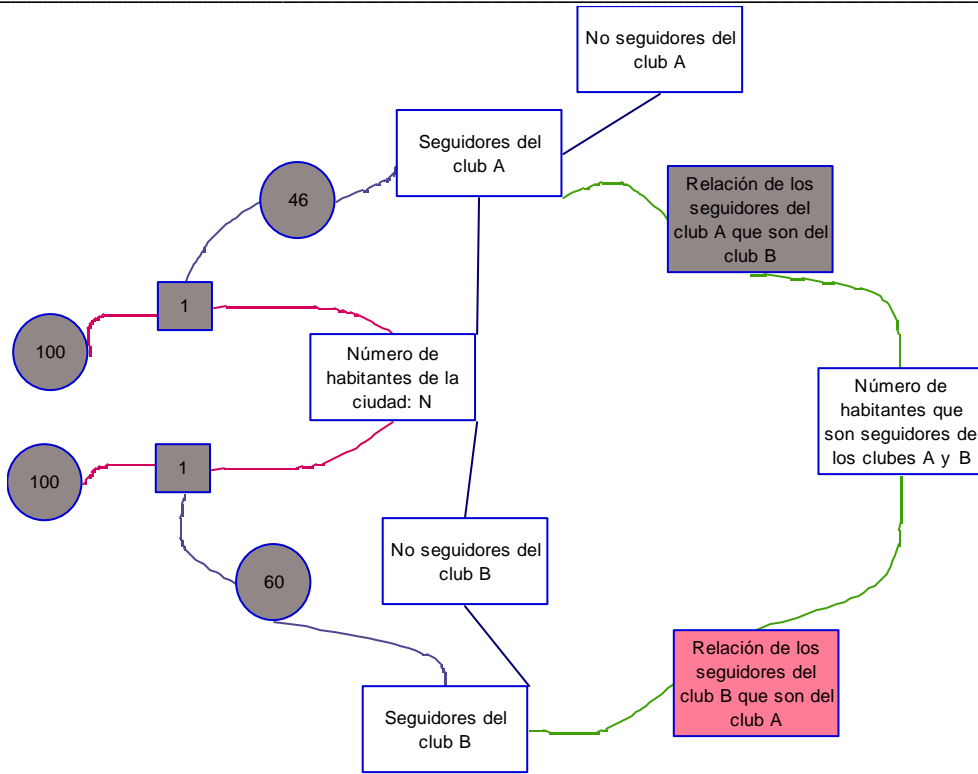 No seguidores del
club A
Seguidores del
club A
46
Relación de los
seguidores del
club A que son del
club B
1
100
Número de
habitantes de la
ciudad: N
Número de
habitantes que
son seguidores de
los clubes A y B
100
1
No seguidores del
club B
60
Relación de los
seguidores del
club B que son del
club A
Seguidores del
club B